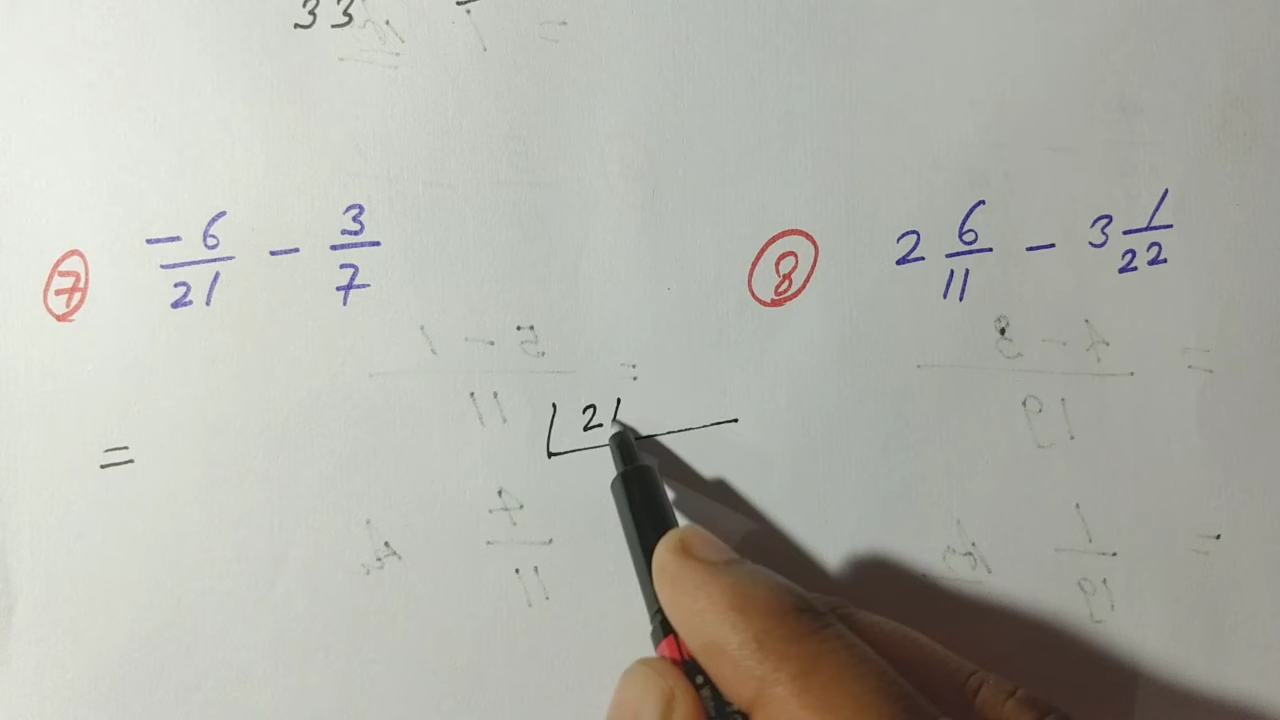 33
⑦ -6/21 - 3/7
⑧ 2 6/11 - 3 1/22
= 21